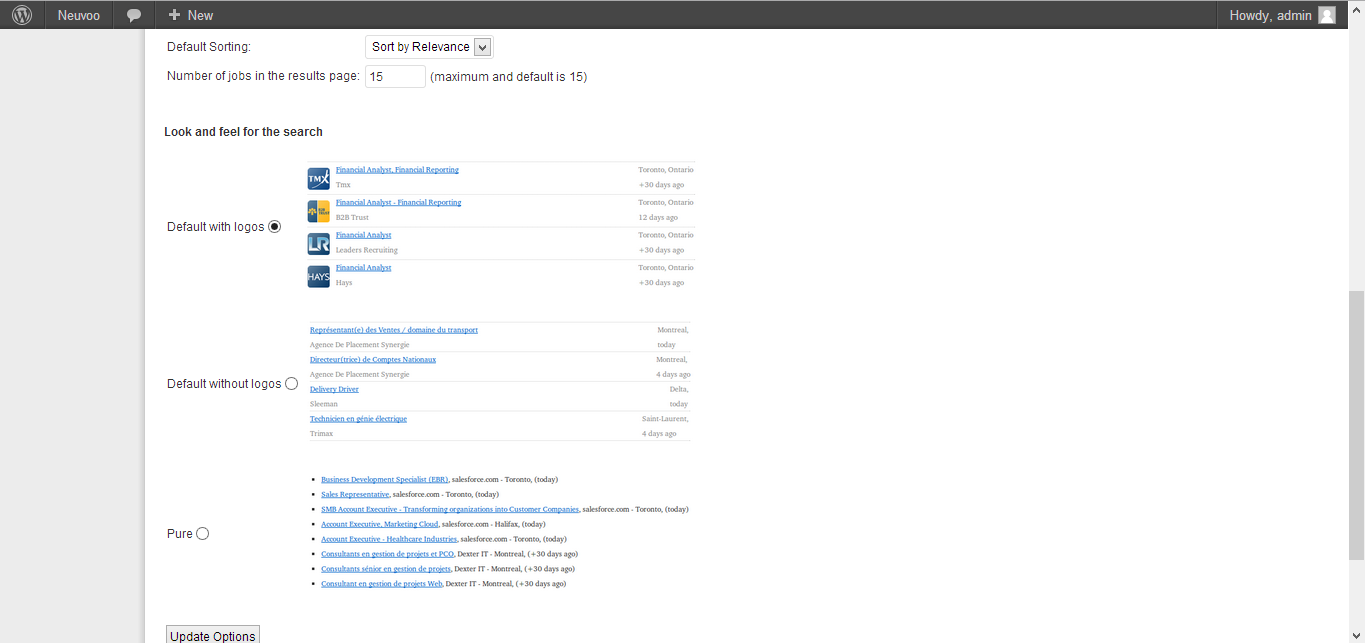 Neuvoo New Howdy, admin
Default Sorting: Sort by Relevance
Number of jobs in the results page: 15 (maximum and default is 15)
Look and feel for the search
Default with logos
TMX Financial Analyst, Financial Reporting Toronto, Ontario
Tmx +30 days ago
Financial Analyst - Financial Reporting Toronto, Ontario
B2B Trust 12 days ago
LR Financial Analyst Toronto, Ontario
Leaders Recruiting +30 days ago
HAYS Financial Analyst Toronto, Ontario
Hays +30 days ago
Default without logos
Représentant(e) des Ventes / domaine du transport Montreal,
Agence De Placement Synergie today
Directeur(trice) de Comptes Nationaux Montreal,
Agence De Placement Synergie 4 days ago
Delivery Driver Delta,
Sleeman today
Technicien en génie électrique Saint-Laurent,
Trimax 4 days ago
Pure
• Business Development Specialist (EBR), salesforce.com - Toronto, (today)
• Sales Representative, salesforce.com - Toronto, (today)
• SMB Account Executive - Transforming organizations into Customer Companies, salesforce.com - Toronto, (today)
• Account Executive, Marketing Cloud, salesforce.com - Halifax, (today)
• Account Executive - Healthcare Industries, salesforce.com - Toronto, (today)
• Consultants en gestion de projets et PCO, Dexter IT - Montreal, (+30 days ago)
• Consultants sénior en gestion de projets, Dexter IT - Montreal, (+30 days ago)
• Consultant en gestion de projets Web, Dexter IT - Montreal, (+30 days ago)
Update Options